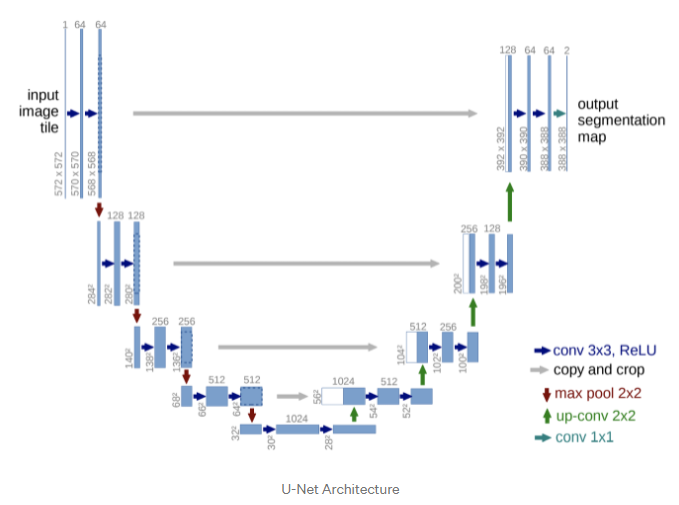 1 64 64
128 64 64 2
input
image
tile
output
segmentation
map
572 x 572
570 x 570
568 x 568
392 x 392
390 x 390
388 x 388
388 x 388
128 128
256 128
284²
282²
280²
200²
198²
196²
256 256
512 256
140²
138²
136²
104²
102²
100²
512 512
1024 512
68²
66²
64²
56²
54²
52²
1024
32²
30²
28²
conv 3x3, ReLU
copy and crop
max pool 2x2
up-conv 2x2
conv 1x1
U-Net Architecture